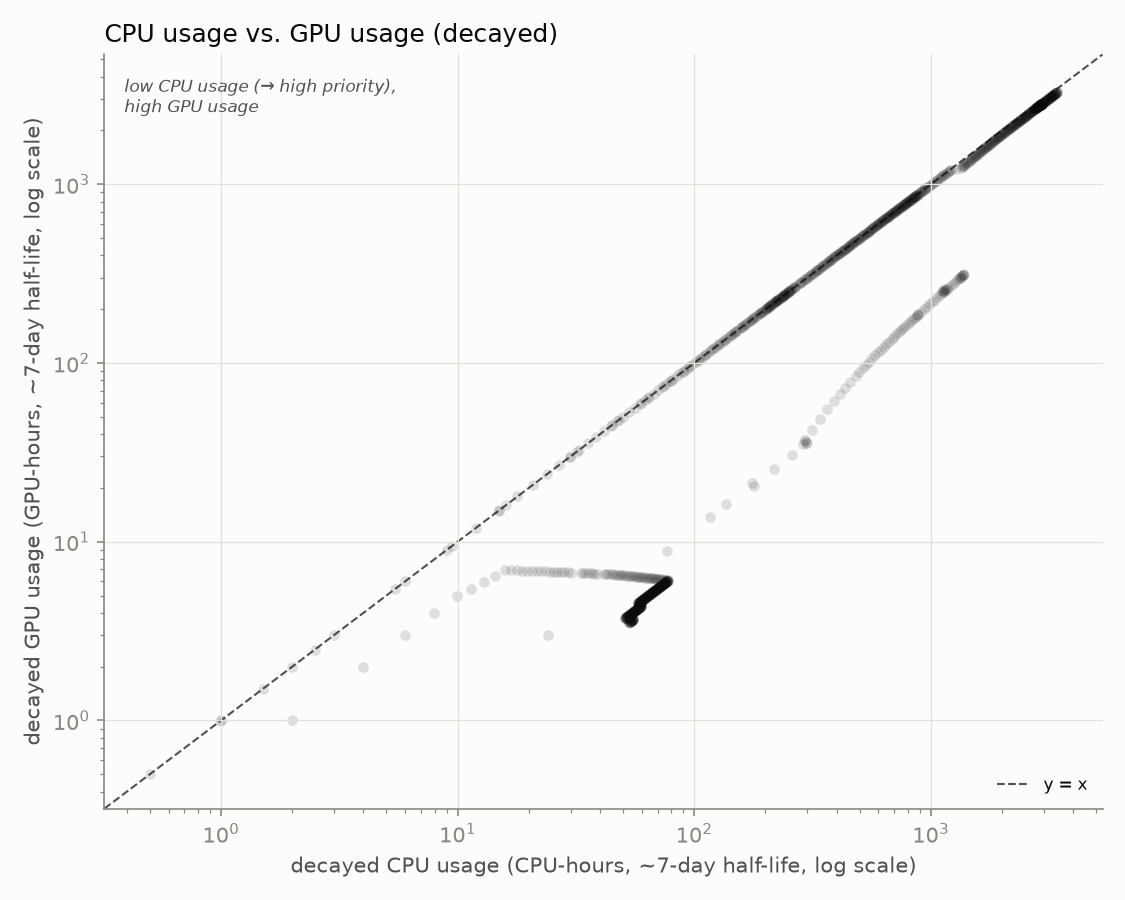 CPU usage vs. GPU usage (decayed)
low CPU usage (→ high priority),
high GPU usage
decayed GPU usage (GPU-hours, ~7-day half-life, log scale)
10³
10²
10¹
10⁰
y = x
10⁰ 10¹ 10² 10³
decayed CPU usage (CPU-hours, ~7-day half-life, log scale)